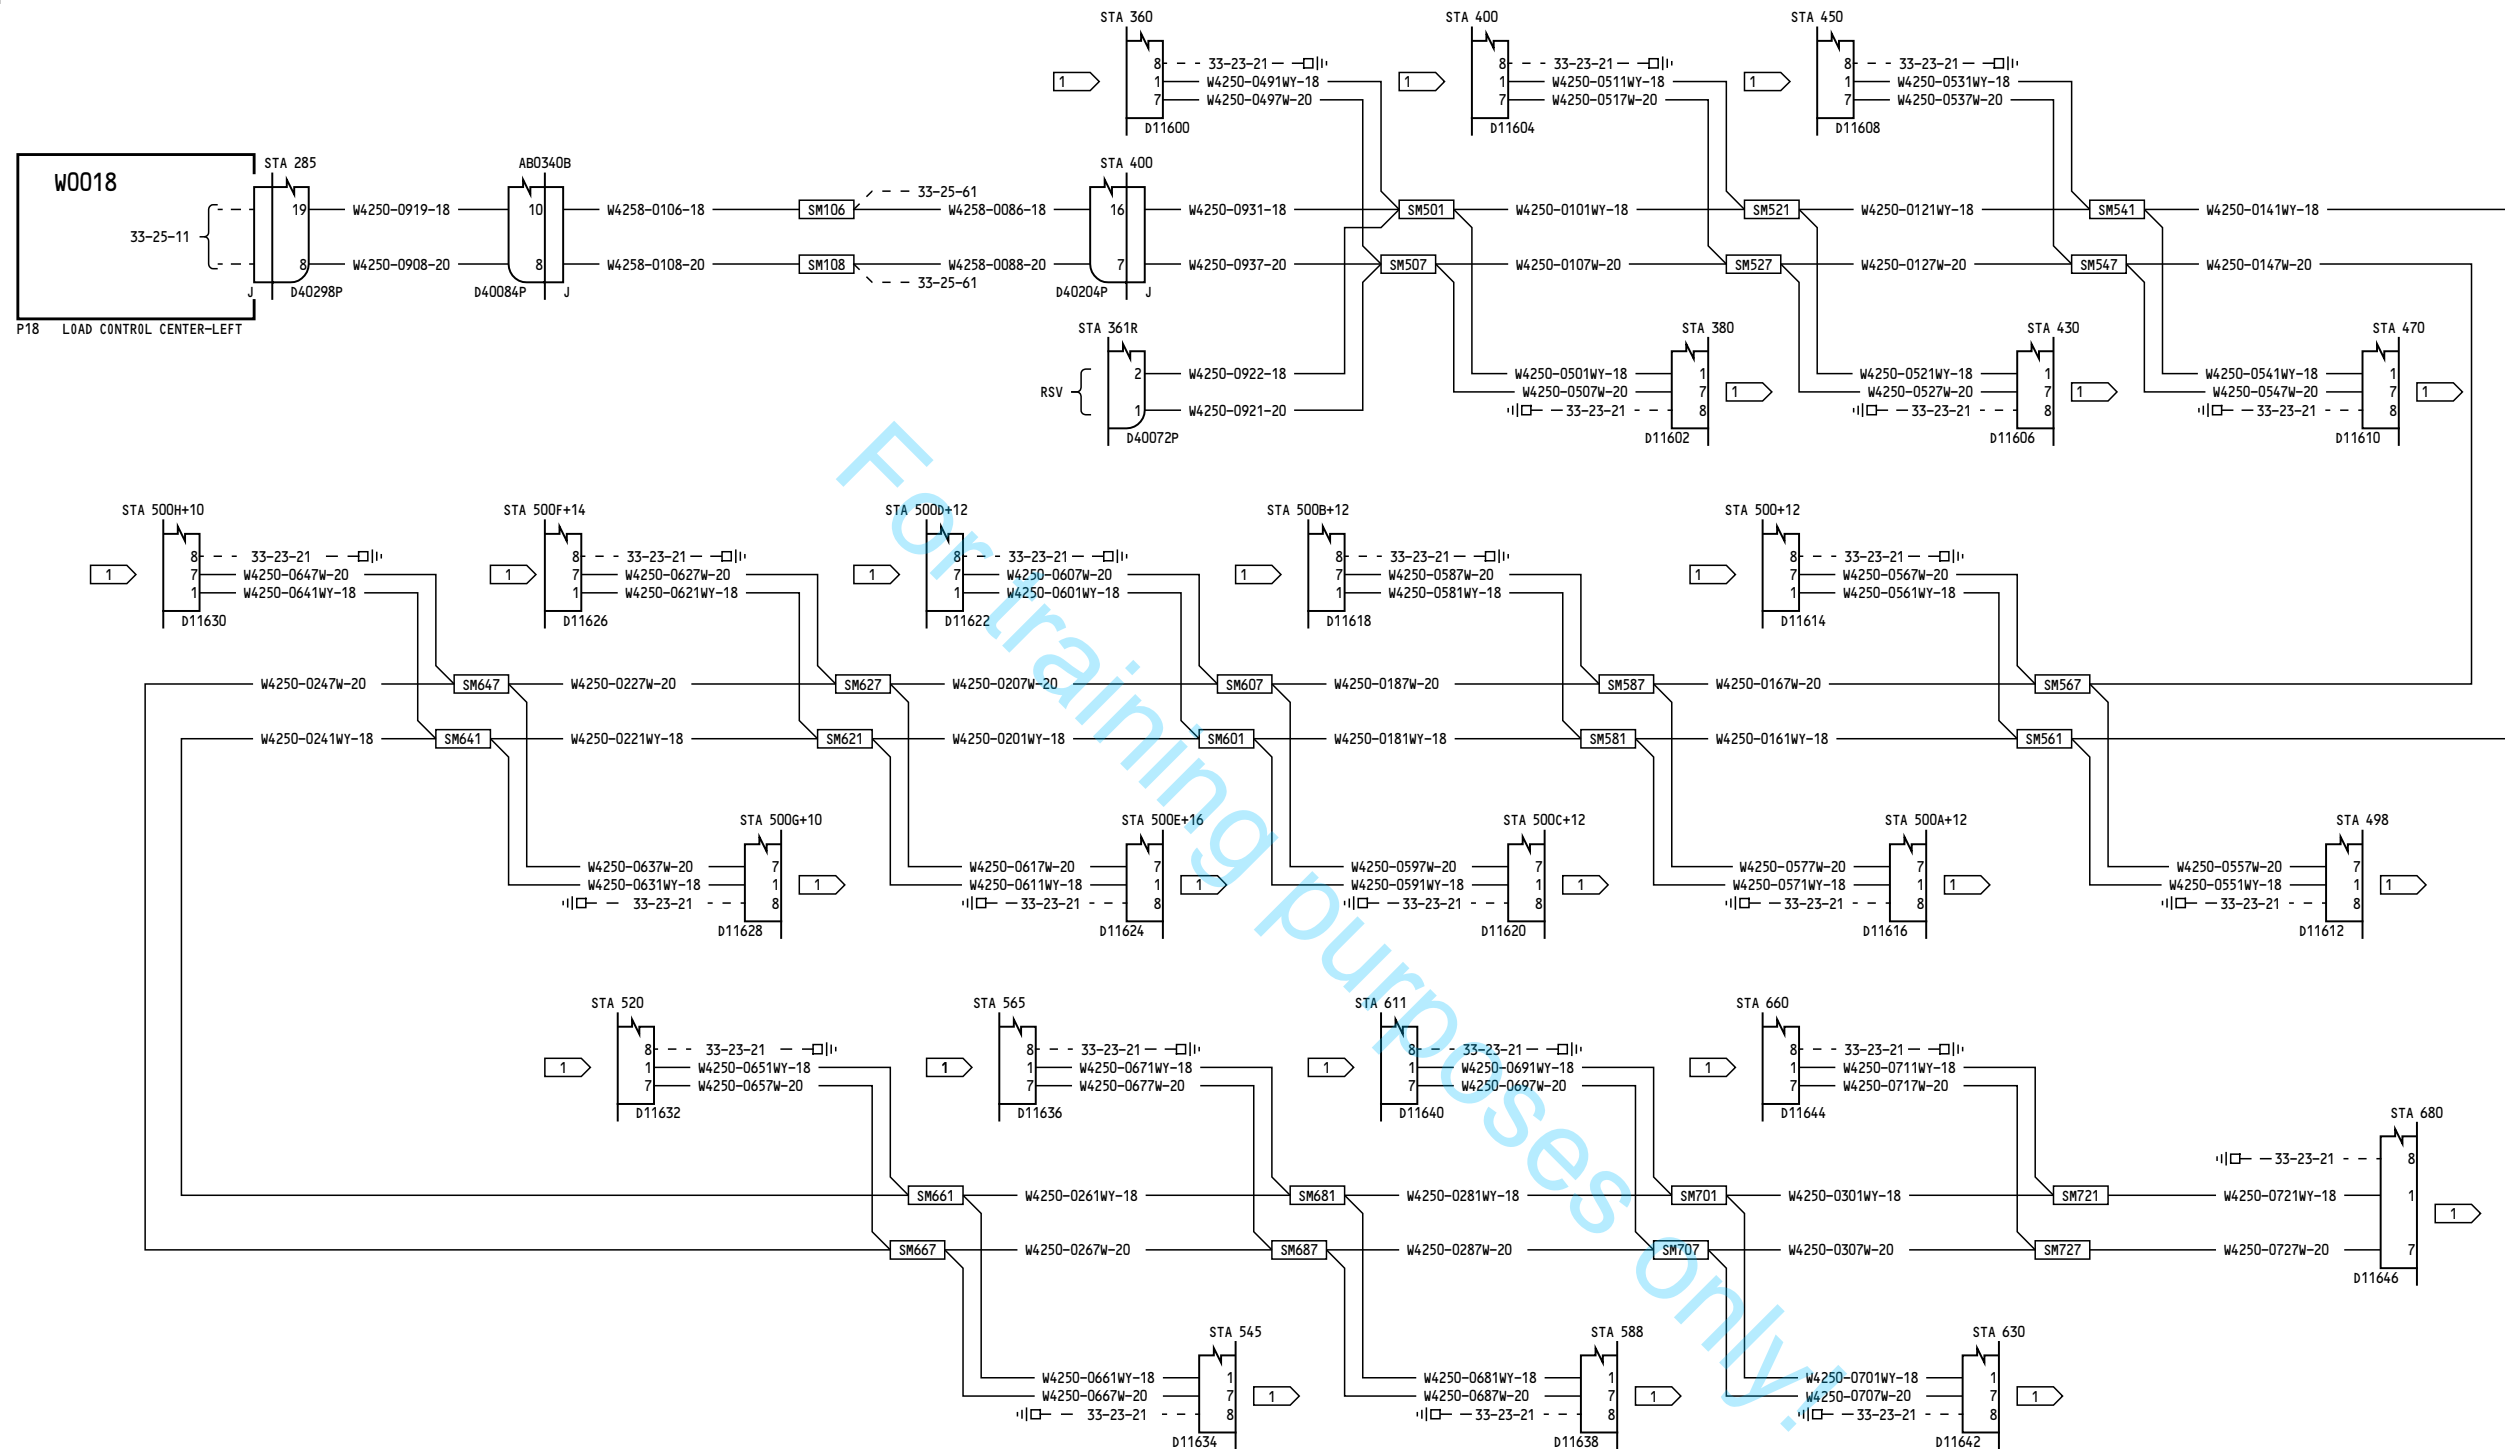 STA 360
STA 400
STA 450
8 33-23-21
1 W4250-0491WY-18
7 W4250-0497W-20
1
D11600
8 33-23-21
1 W4250-0511WY-18
7 W4250-0517W-20
1
D11604
8 33-23-21
1 W4250-0531WY-18
7 W4250-0537W-20
1
D11608
W0018
STA 285
AB0340B
STA 400
33-25-11
19 W4250-0919-18 10 W4258-0106-18 SM106 33-25-61 W4258-0086-18 16 W4250-0931-18 SM501 W4250-0101WY-18 SM521 W4250-0121WY-18 SM541 W4250-0141WY-18
8 W4250-0908-20 8 W4258-0108-20 SM108 33-25-61 W4258-0088-20 7 W4250-0937-20 SM507 W4250-0107W-20 SM527 W4250-0127W-20 SM547 W4250-0147W-20
J D40298P D40084P J D40204P J
P18 LOAD CONTROL CENTER-LEFT
STA 361R
RSV
2 W4250-0922-18
1 W4250-0921-20
D40072P
STA 380
W4250-0501WY-18 1
W4250-0507W-20 7
33-23-21 8
1
D11602
STA 430
W4250-0521WY-18 1
W4250-0527W-20 7
33-23-21 8
1
D11606
STA 470
W4250-0541WY-18 1
W4250-0547W-20 7
33-23-21 8
1
D11610
STA 500H+10
8 33-23-21
7 W4250-0647W-20
1 W4250-0641WY-18
1
D11630
STA 500F+14
8 33-23-21
7 W4250-0627W-20
1 W4250-0621WY-18
1
D11626
STA 500D+12
8 33-23-21
7 W4250-0607W-20
1 W4250-0601WY-18
1
D11622
STA 500B+12
8 33-23-21
7 W4250-0587W-20
1 W4250-0581WY-18
1
D11618
STA 500+12
8 33-23-21
7 W4250-0567W-20
1 W4250-0561WY-18
1
D11614
W4250-0247W-20 SM647 W4250-0227W-20 SM627 W4250-0207W-20 SM607 W4250-0187W-20 SM587 W4250-0167W-20 SM567
W4250-0241WY-18 SM641 W4250-0221WY-18 SM621 W4250-0201WY-18 SM601 W4250-0181WY-18 SM581 W4250-0161WY-18 SM561
STA 500G+10
W4250-0637W-20 7
W4250-0631WY-18 1
33-23-21 8
1
D11628
STA 500E+16
W4250-0617W-20 7
W4250-0611WY-18 1
33-23-21 8
1
D11624
STA 500C+12
W4250-0597W-20 7
W4250-0591WY-18 1
33-23-21 8
1
D11620
STA 500A+12
W4250-0577W-20 7
W4250-0571WY-18 1
33-23-21 8
1
D11616
STA 498
W4250-0557W-20 7
W4250-0551WY-18 1
33-23-21 8
1
D11612
STA 520
8 33-23-21
1 W4250-0651WY-18
7 W4250-0657W-20
1
D11632
STA 565
8 33-23-21
1 W4250-0671WY-18
7 W4250-0677W-20
1
D11636
STA 611
8 33-23-21
1 W4250-0691WY-18
7 W4250-0697W-20
1
D11640
STA 660
8 33-23-21
1 W4250-0711WY-18
7 W4250-0717W-20
1
D11644
STA 680
33-23-21 8
SM661 W4250-0261WY-18 SM681 W4250-0281WY-18 SM701 W4250-0301WY-18 SM721 W4250-0721WY-18 1
1
SM667 W4250-0267W-20 SM687 W4250-0287W-20 SM707 W4250-0307W-20 SM727 W4250-0727W-20 7
D11646
STA 545
W4250-0661WY-18 1
W4250-0667W-20 7
33-23-21 8
1
D11634
STA 588
W4250-0681WY-18 1
W4250-0687W-20 7
33-23-21 8
1
D11638
STA 630
W4250-0701WY-18 1
W4250-0707W-20 7
33-23-21 8
1
D11642
For training purposes only!